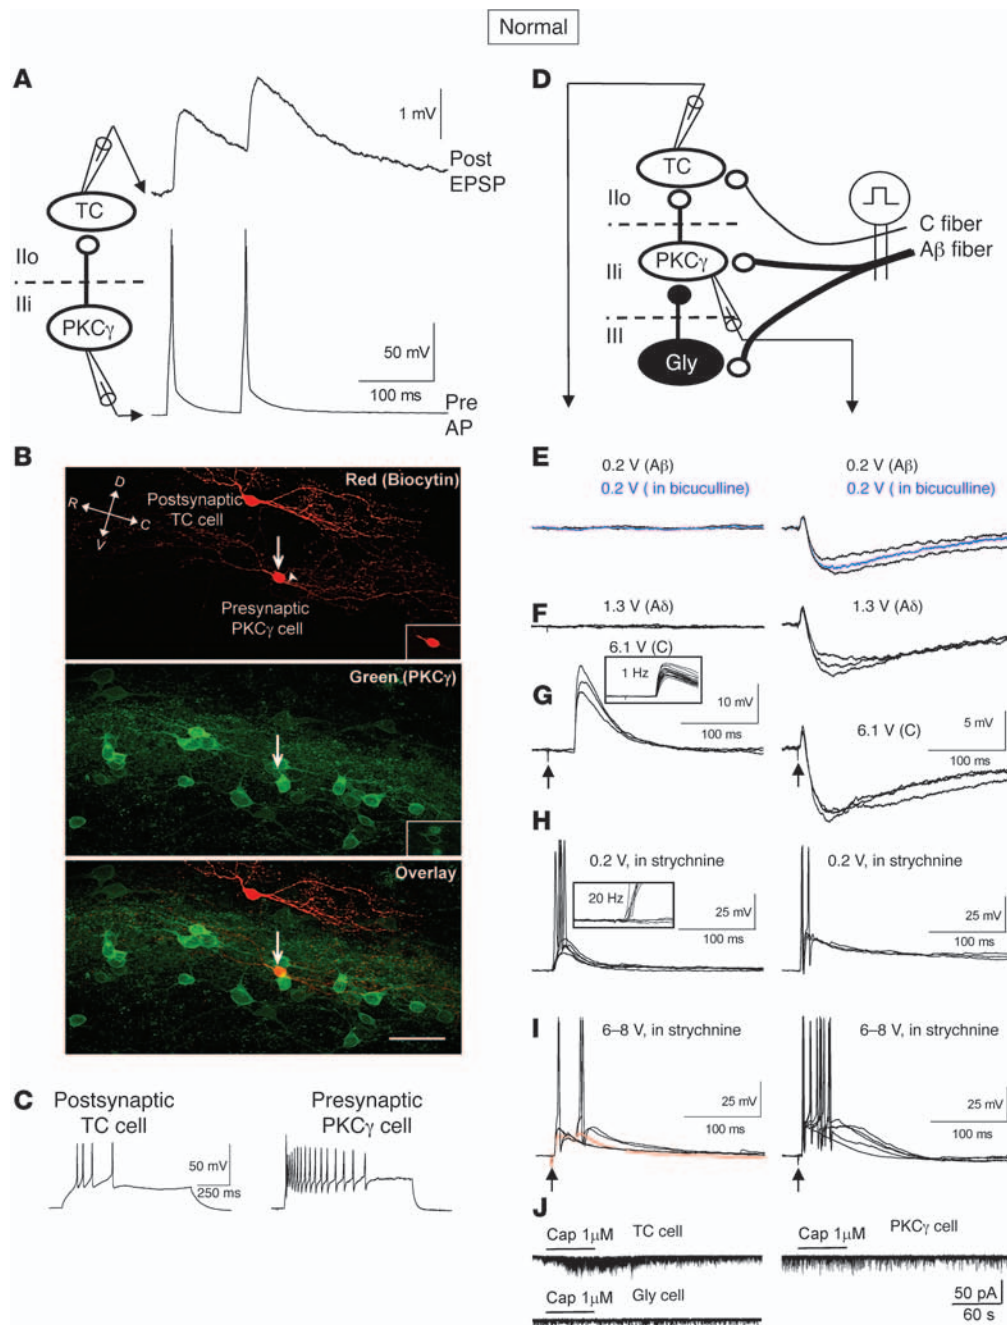 Normal
A
1 mV
Post
EPSP
TC
IIo
IIi
PKCγ
50 mV
100 ms
Pre
AP
B
Red (Biocytin)
D
R
C
V
Postsynaptic
TC cell
Presynaptic
PKCγ cell
Green (PKCγ)
Overlay
C
Postsynaptic
TC cell
50 mV
250 ms
Presynaptic
PKCγ cell
D
TC
IIo
C fiber
Aβ fiber
PKCγ
IIi
III
Gly
E
0.2 V (Aβ)
0.2 V ( in bicuculline)
0.2 V (Aβ)
0.2 V ( in bicuculline)
F
1.3 V (Aδ)
1.3 V (Aδ)
G
6.1 V (C)
1 Hz
10 mV
100 ms
6.1 V (C)
5 mV
100 ms
H
0.2 V, in strychnine
20 Hz
25 mV
100 ms
0.2 V, in strychnine
25 mV
100 ms
I
6–8 V, in strychnine
25 mV
100 ms
6–8 V, in strychnine
25 mV
100 ms
J
Cap 1μM
TC cell
Cap 1μM
PKCγ cell
Cap 1μM
Gly cell
50 pA
60 s